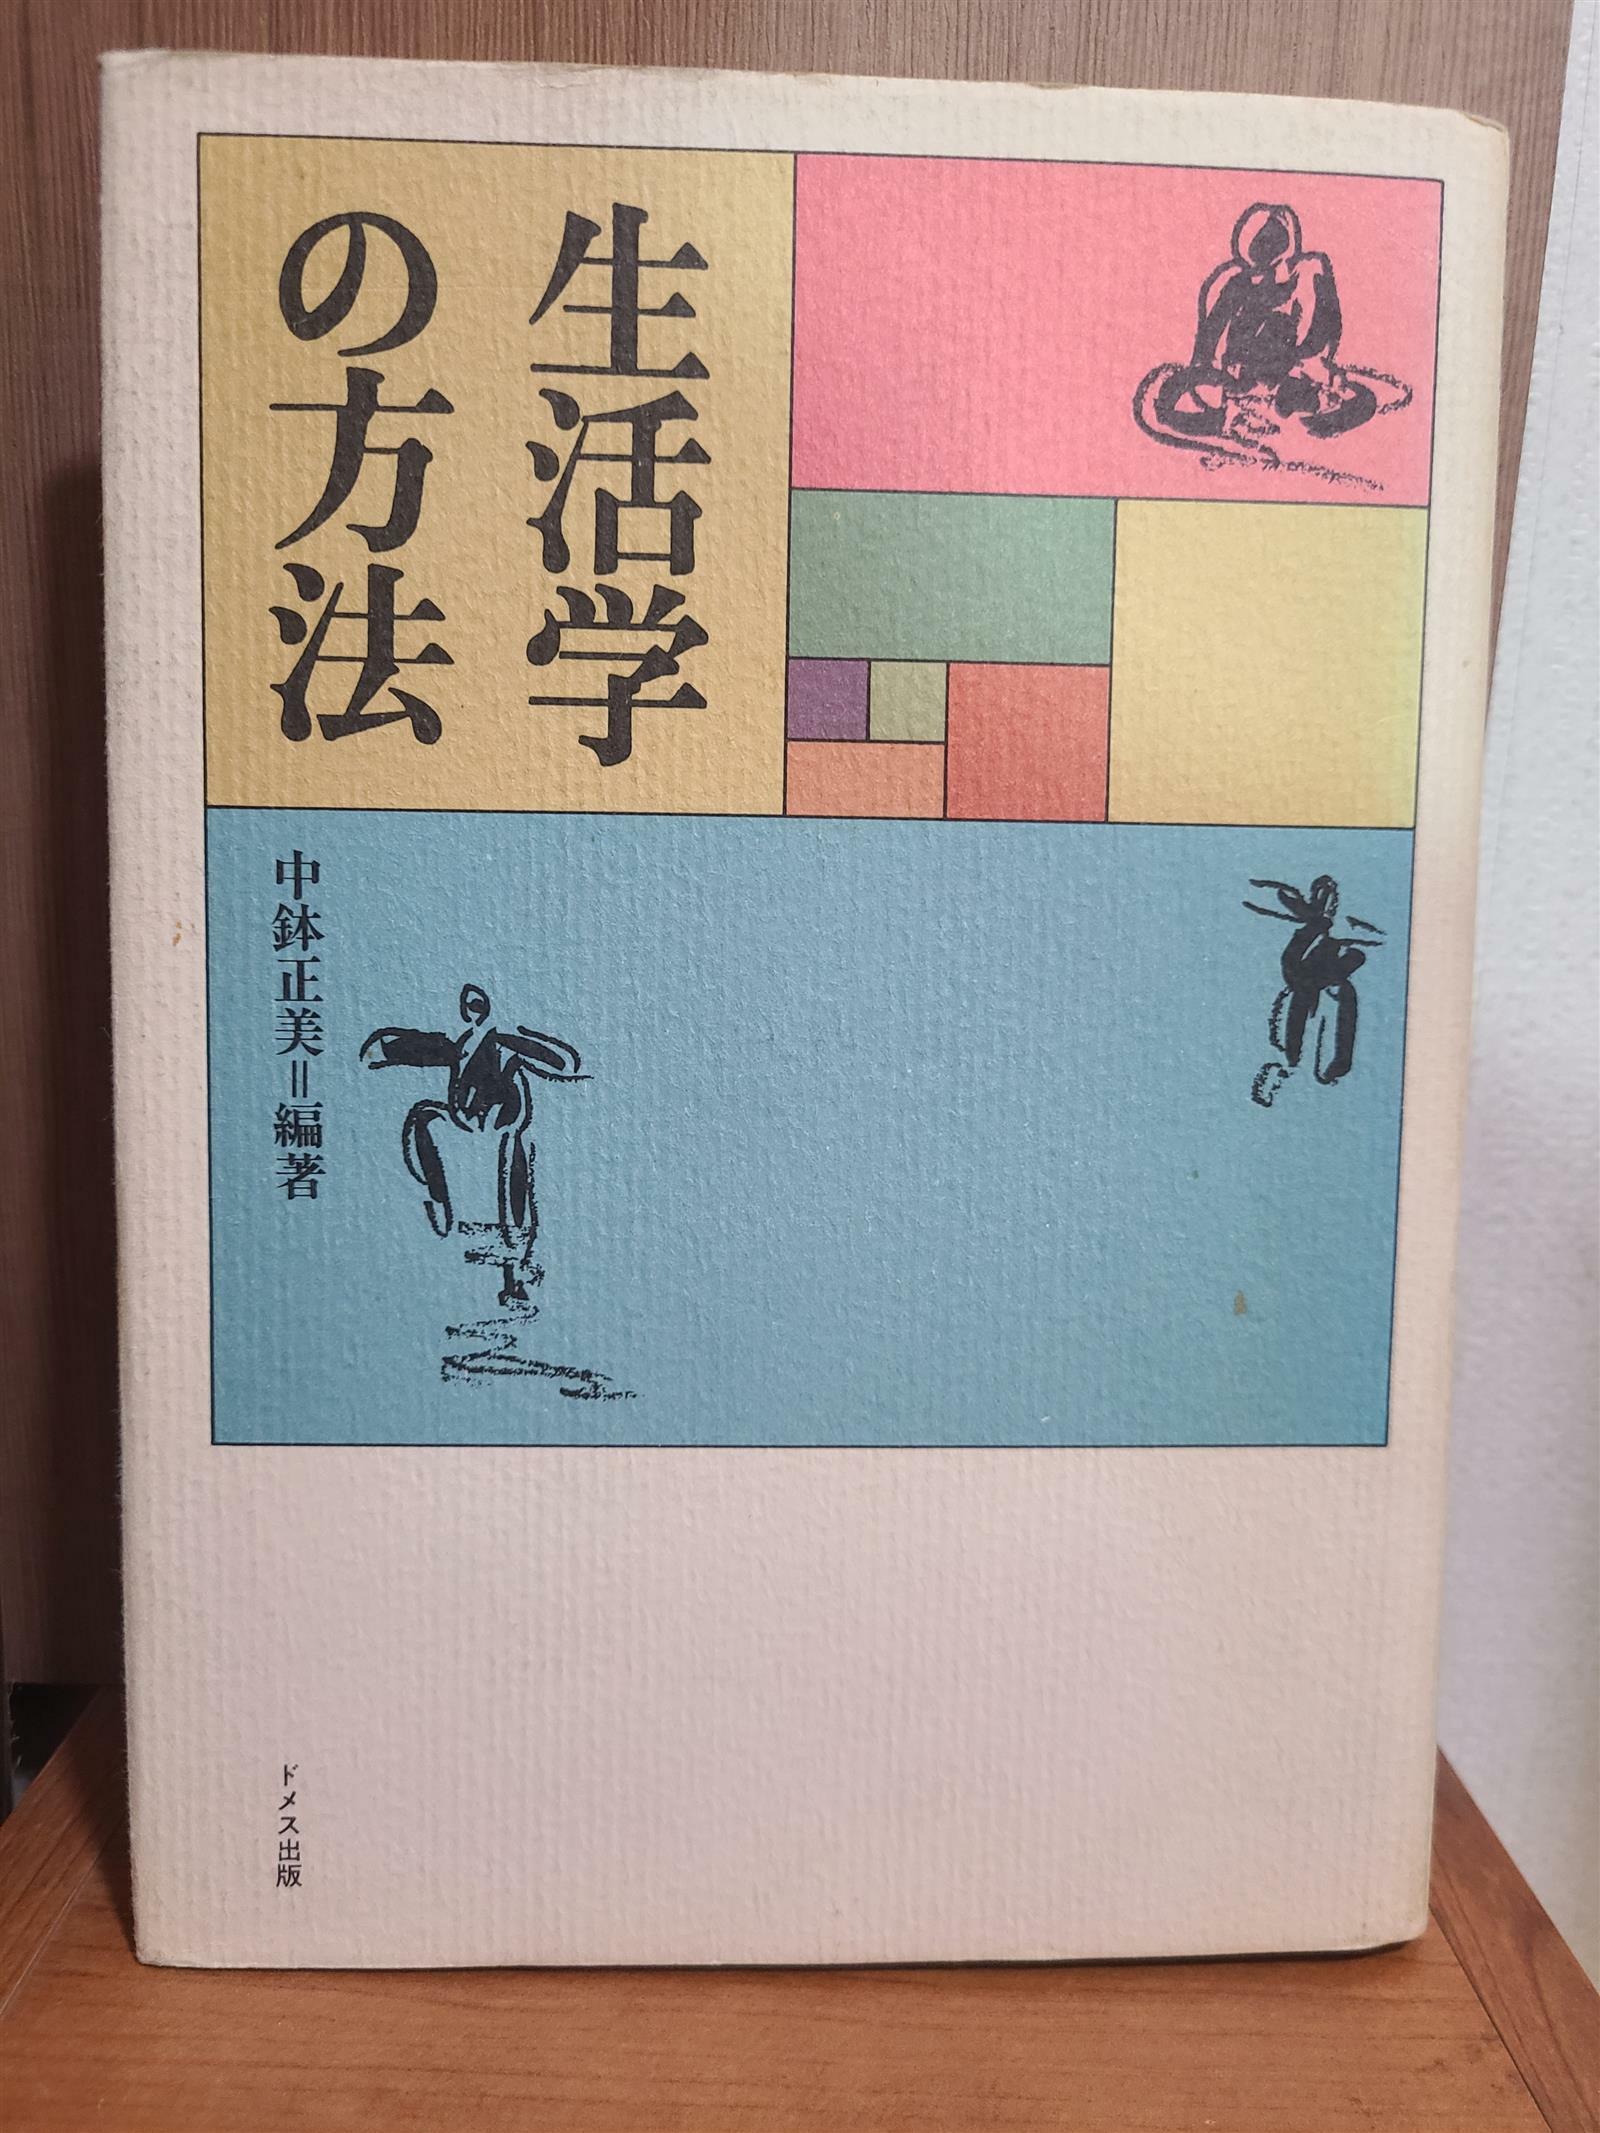 生活学
の方法
中鉢正美＝編著
ドメス出版